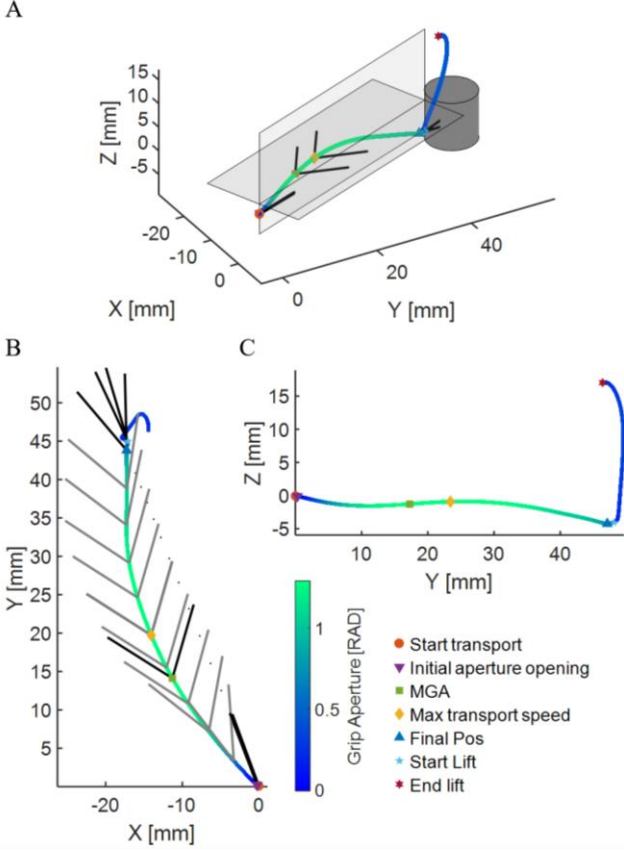 A
15
10
5
0
-5
Z [mm]
-20
-10
0
X [mm]
0
20
40
Y [mm]
B
50
45
40
35
30
25
20
15
10
5
Y [mm]
-20
-10
0
X [mm]
C
15
10
5
0
-5
Z [mm]
10
20
30
40
Y [mm]
1
0.5
0
Grip Aperture [RAD]
Start transport
Initial aperture opening
MGA
Max transport speed
Final Pos
Start Lift
End lift